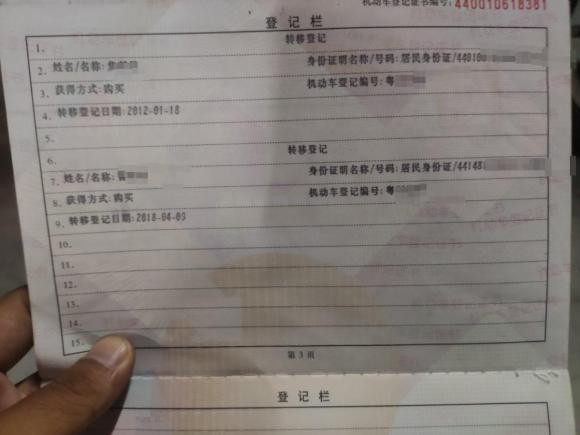 机动车登记证书编号:440010618381
登 记 栏
1. 转移登记
2. 姓名/名称: 身份证明名称/号码:居民身份证/44010
3. 获得方式:购买 机动车登记编号:粤
4. 转移登记日期:2012-01-18
5.
6. 转移登记
7. 姓名/名称: 身份证明名称/号码:居民身份证/441481
8. 获得方式:购买 机动车登记编号:粤
9. 转移登记日期:2018-04-09
10.
11.
12.
13.
14.
15.
第 3 页
登 记 栏